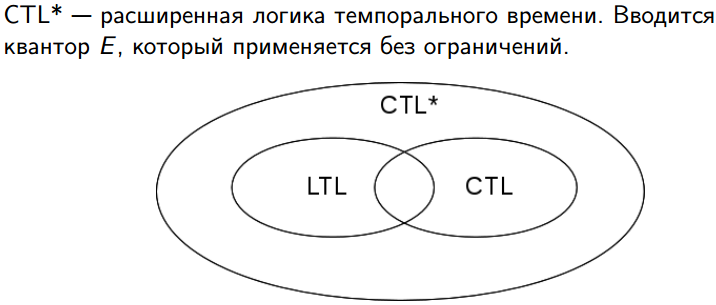 CTL* — расширенная логика темпорального времени. Вводится
квантор E, который применяется без ограничений.
CTL*
LTL
CTL